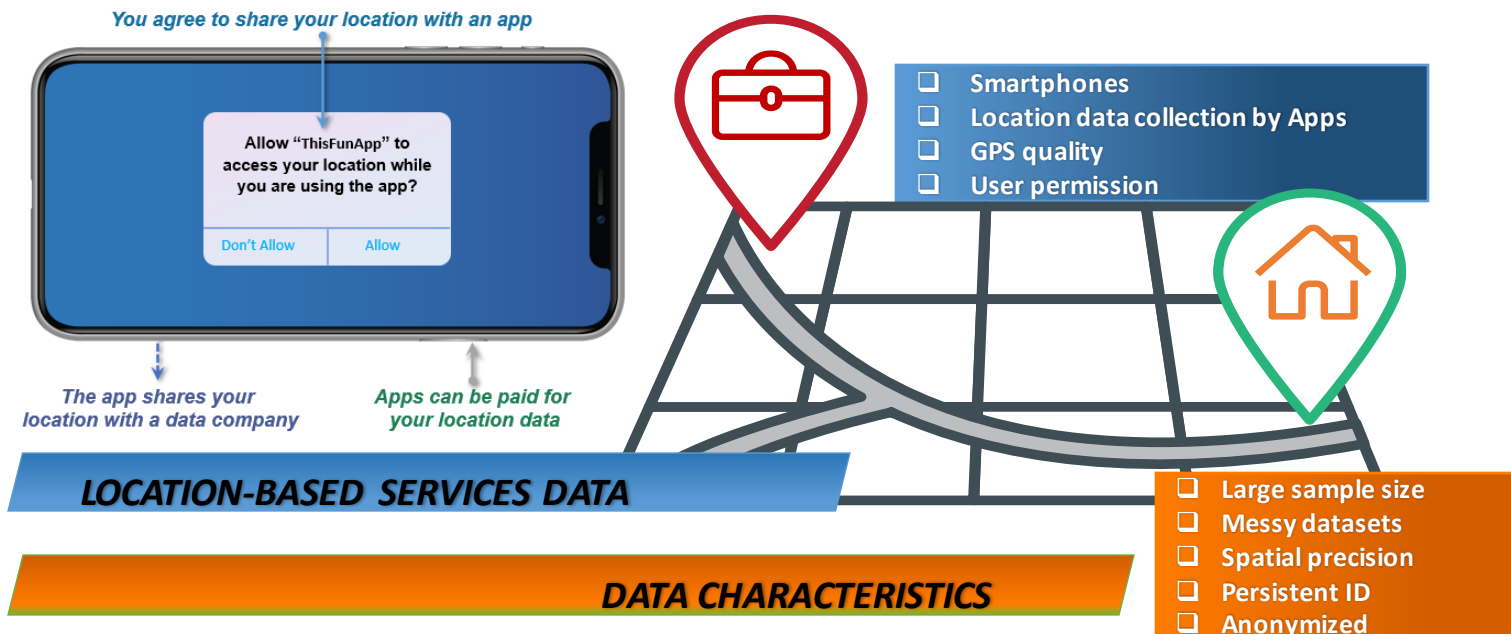 You agree to share your location with an app
Allow “ThisFunApp” to
access your location while
you are using the app?
Don’t Allow
Allow
The app shares your
location with a data company
Apps can be paid for
your location data
Smartphones
Location data collection by Apps
GPS quality
User permission
LOCATION-BASED SERVICES DATA
DATA CHARACTERISTICS
Large sample size
Messy datasets
Spatial precision
Persistent ID
Anonymized